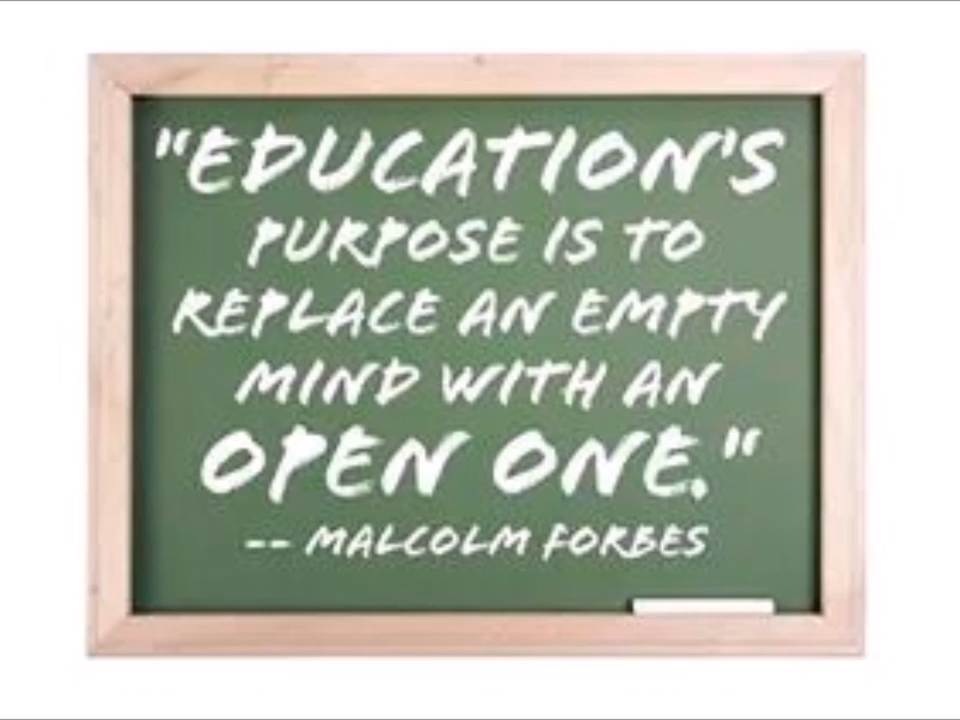 "EDUCATION'S
PURPOSE IS TO
REPLACE AN EMPTY
MIND WITH AN
OPEN ONE."
-- MALCOLM FORBES